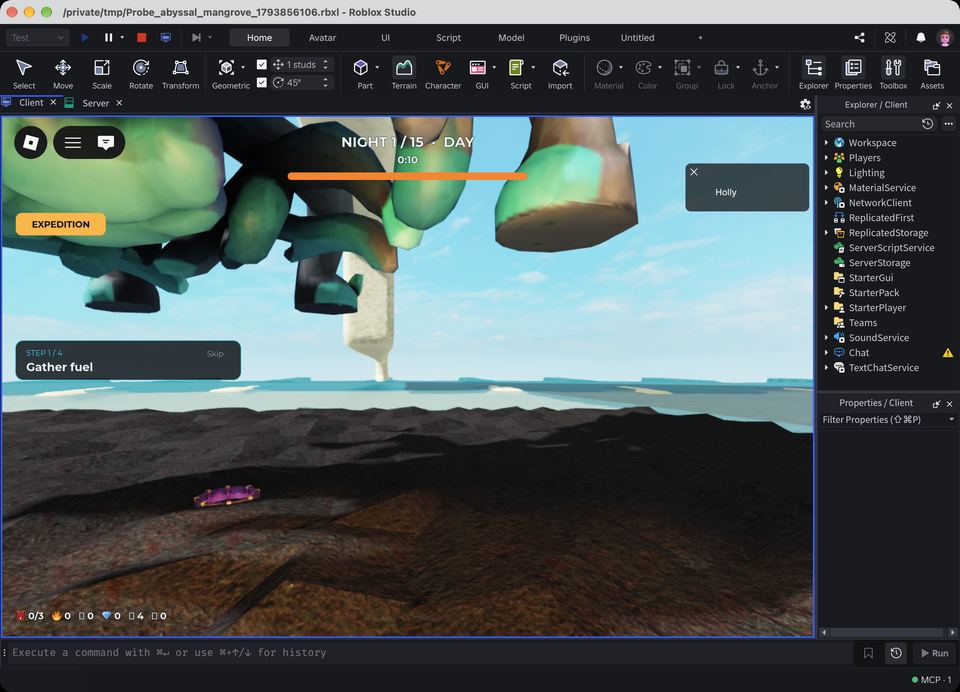 /private/tmp/Probe_abyssal_mangrove_1793856106.rbxl - Roblox Studio
Test
Home
Avatar
UI
Script
Model
Plugins
Untitled
+
Select
Move
Scale
Rotate
Transform
Geometric
1 studs
45°
Part
Terrain
Character
GUI
Script
Import
Material
Color
Group
Lock
Anchor
Explorer
Properties
Toolbox
Assets
Client
Server
Explorer / Client
Search
Workspace
Players
Lighting
MaterialService
NetworkClient
ReplicatedFirst
ReplicatedStorage
ServerScriptService
ServerStorage
StarterGui
StarterPack
StarterPlayer
Teams
SoundService
Chat
TextChatService
Properties / Client
Filter Properties (⇧⌘P)
NIGHT 1 / 15 · DAY
0:10
Holly
EXPEDITION
STEP 1 / 4
Skip
Gather fuel
0/3 0 0 0 4 0
Execute a command with ⌘↵ or use ⌘+↑/↓ for history
Run
MCP · 1